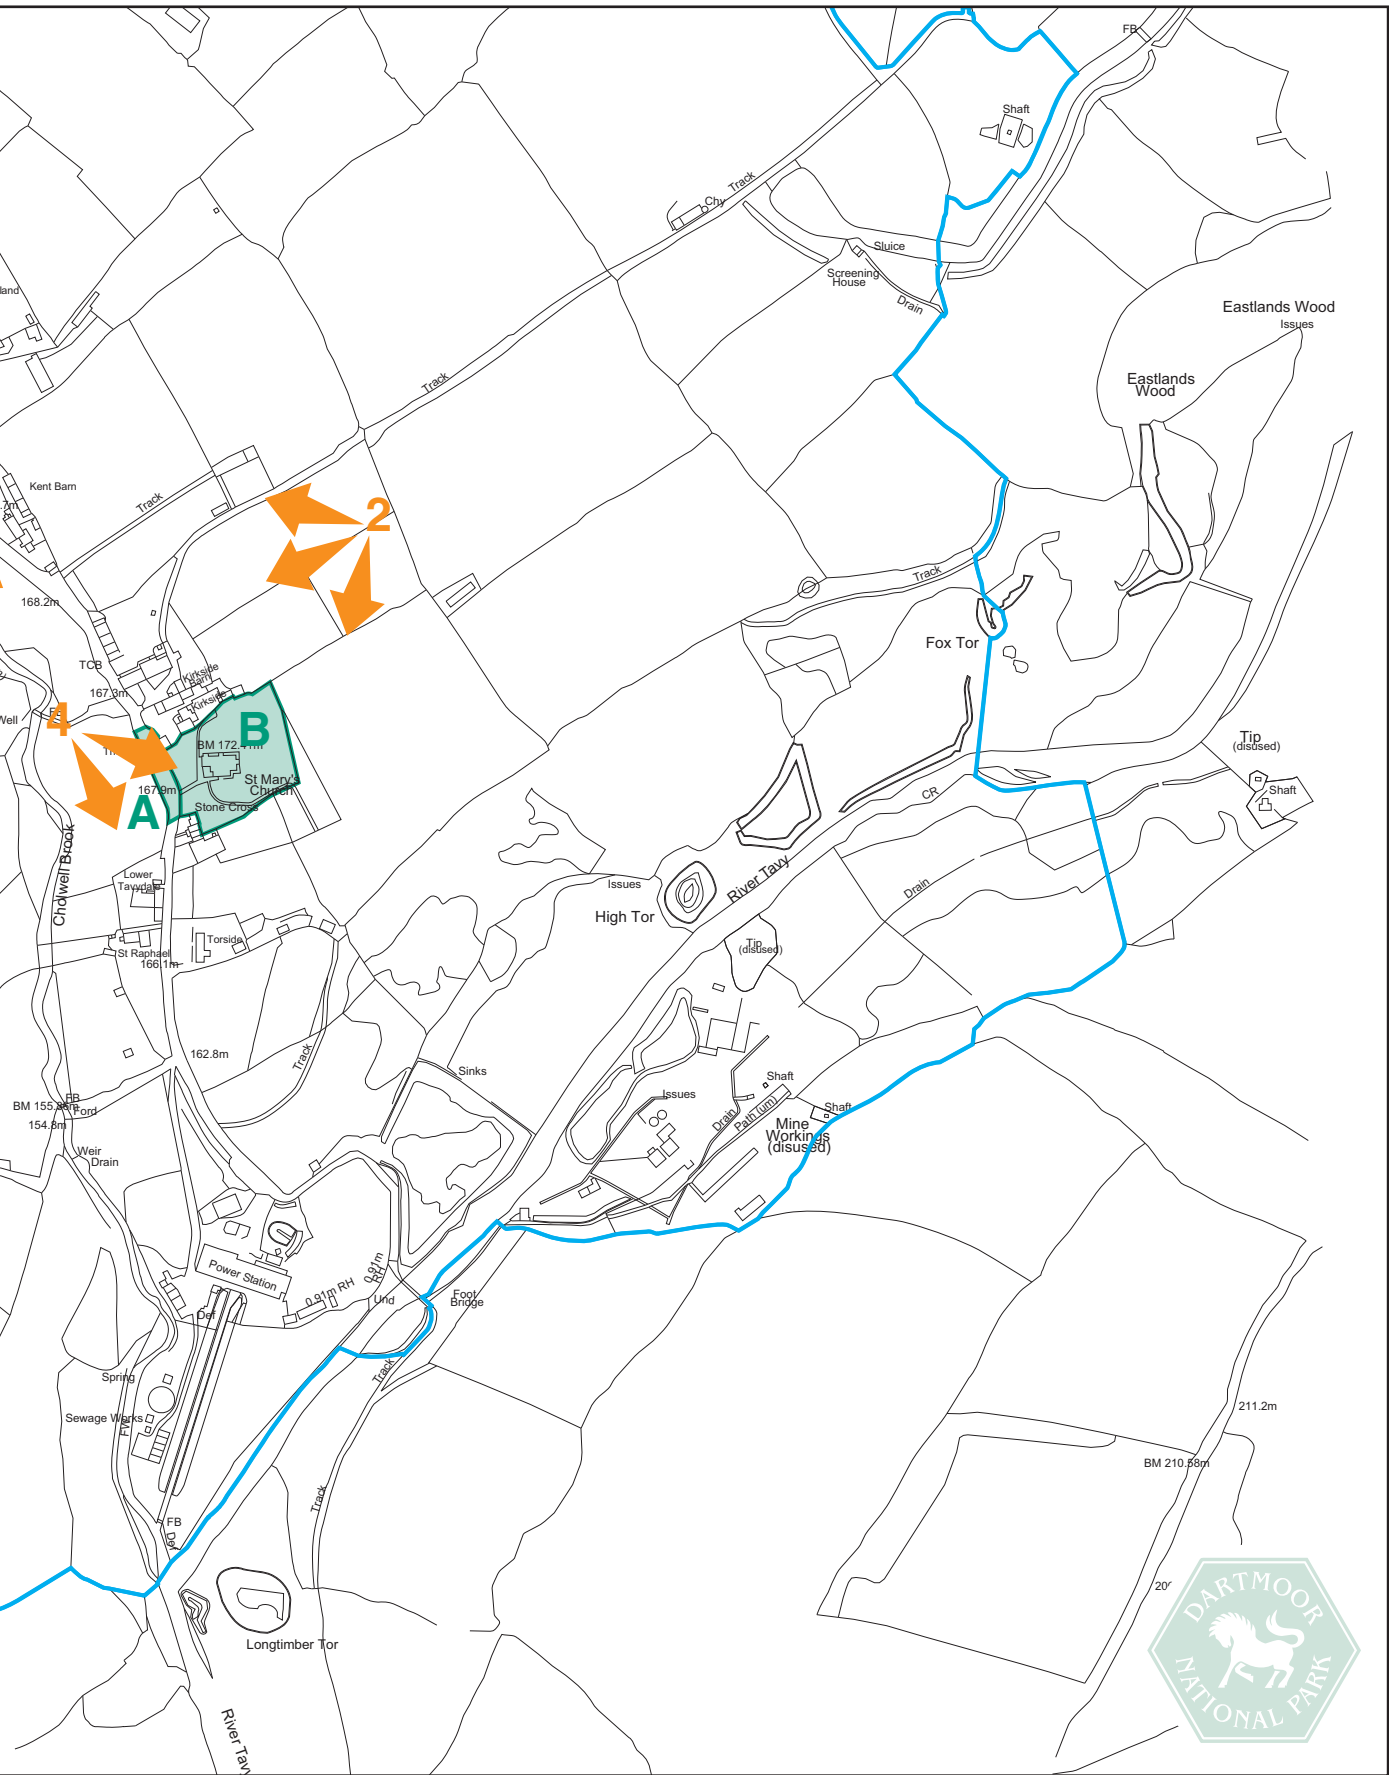 FB
Shaft
Track
Chy
Sluice
Screening
House
Drain
land
Eastlands Wood
Issues
Eastlands
Wood
Track
Kent Barn
.7m
Track
2
168.2m
Track
Fox Tor
TCB
Kirkside
Barn
167.3m
Kirkside
Well
FB
4
B
BM 172.41m
Tip
(disused)
St Mary's
Church
167.9m
Stone Cross
A
Shaft
CR
Cholwell Brook
Lower
Tavydale
Issues
River Tavy
Drain
High Tor
St Raphael
Torside
166.1m
Tip
(disused)
162.8m
Track
Sinks
Shaft
Issues
Drain
Path (um)
Shaft
Mine
Workings
(disused)
BM 155.86m
FB
Ford
154.8m
Weir
Drain
Power Station
0.91m RH
0.91m
RH
Und
Foot
Bridge
Def
Track
Spring
Sewage Works
FW
211.2m
BM 210.58m
Track
FB
Def
Longtimber Tor
River Tavy
DARTMOOR
NATIONAL PARK